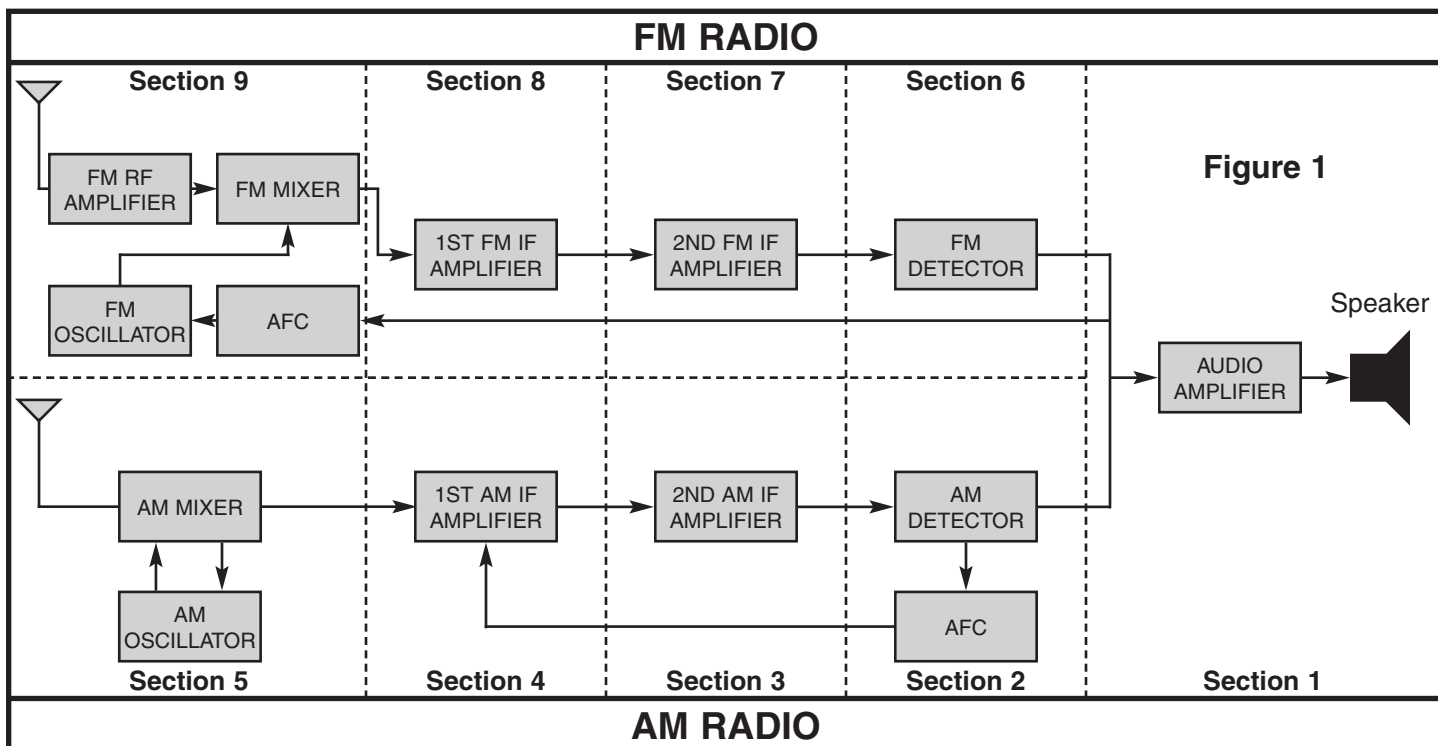 FM RADIO
Section 9
Section 8
Section 7
Section 6
Figure 1
FM RF
AMPLIFIER
FM MIXER
1ST FM IF
AMPLIFIER
2ND FM IF
AMPLIFIER
FM
DETECTOR
FM
OSCILLATOR
AFC
Speaker
AUDIO
AMPLIFIER
AM MIXER
1ST AM IF
AMPLIFIER
2ND AM IF
AMPLIFIER
AM
DETECTOR
AM
OSCILLATOR
AFC
Section 5
Section 4
Section 3
Section 2
Section 1
AM RADIO